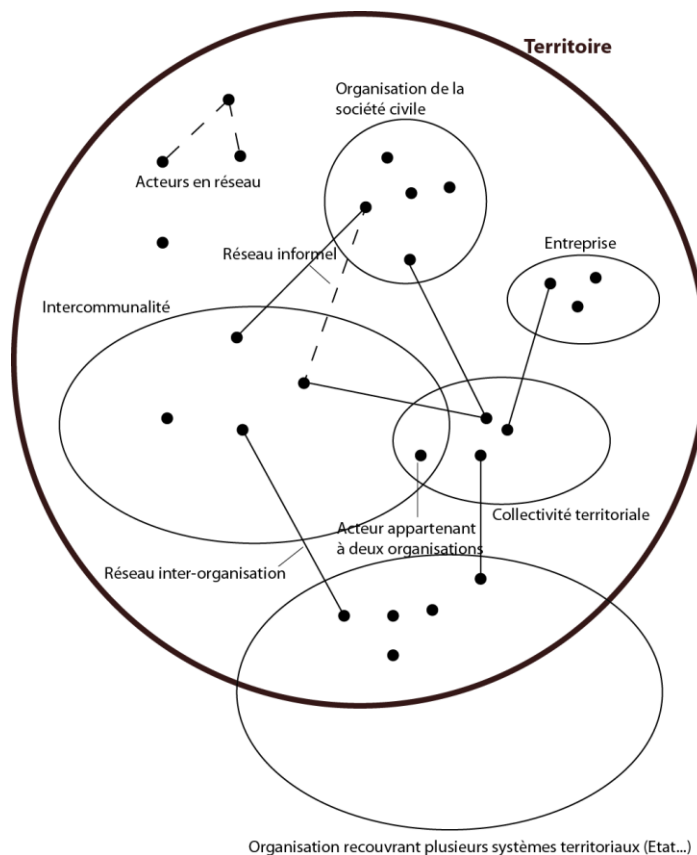 Territoire
Organisation de la
société civile
Acteurs en réseau
Entreprise
Réseau informel
Intercommunalité
Collectivité territoriale
Acteur appartenant
à deux organisations
Réseau inter-organisation
Organisation recouvrant plusieurs systèmes territoriaux (Etat...)